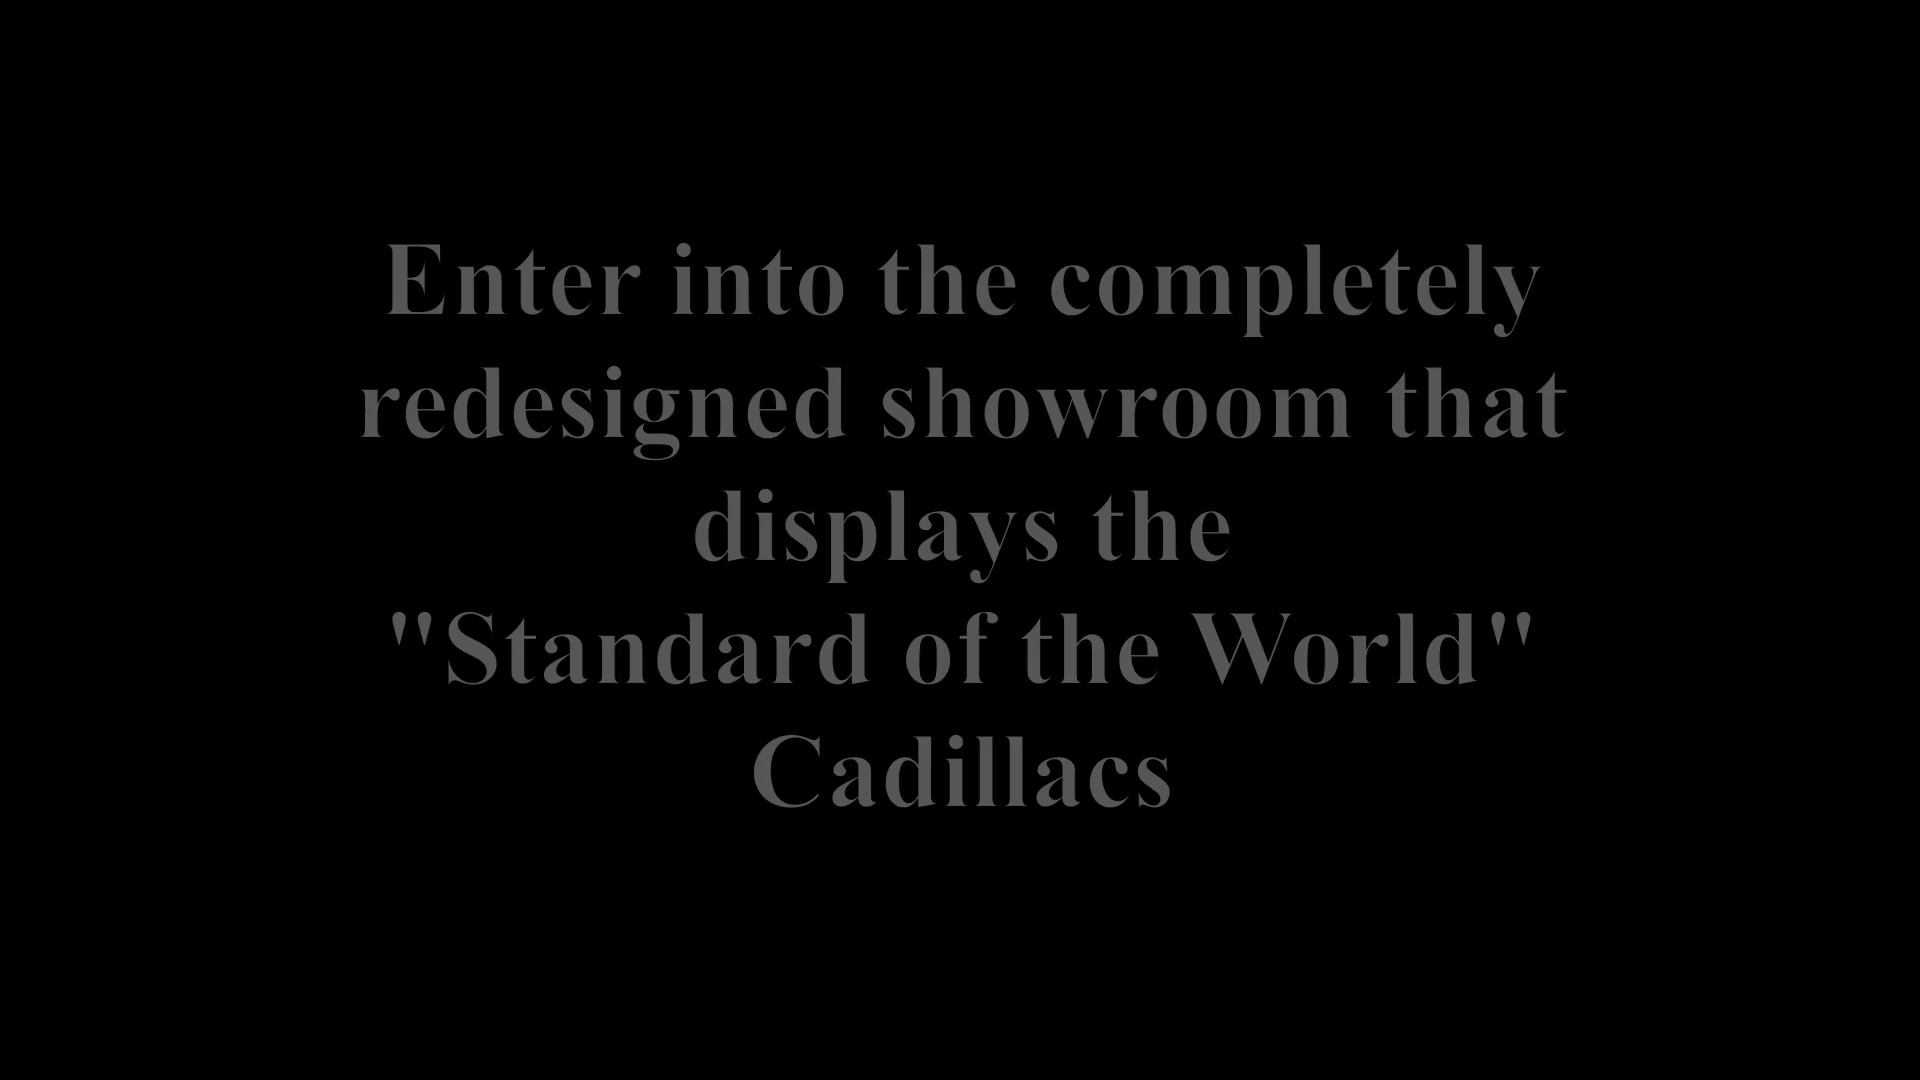 Enter into the completely
redesigned showroom that
displays the
"Standard of the World"
Cadillacs